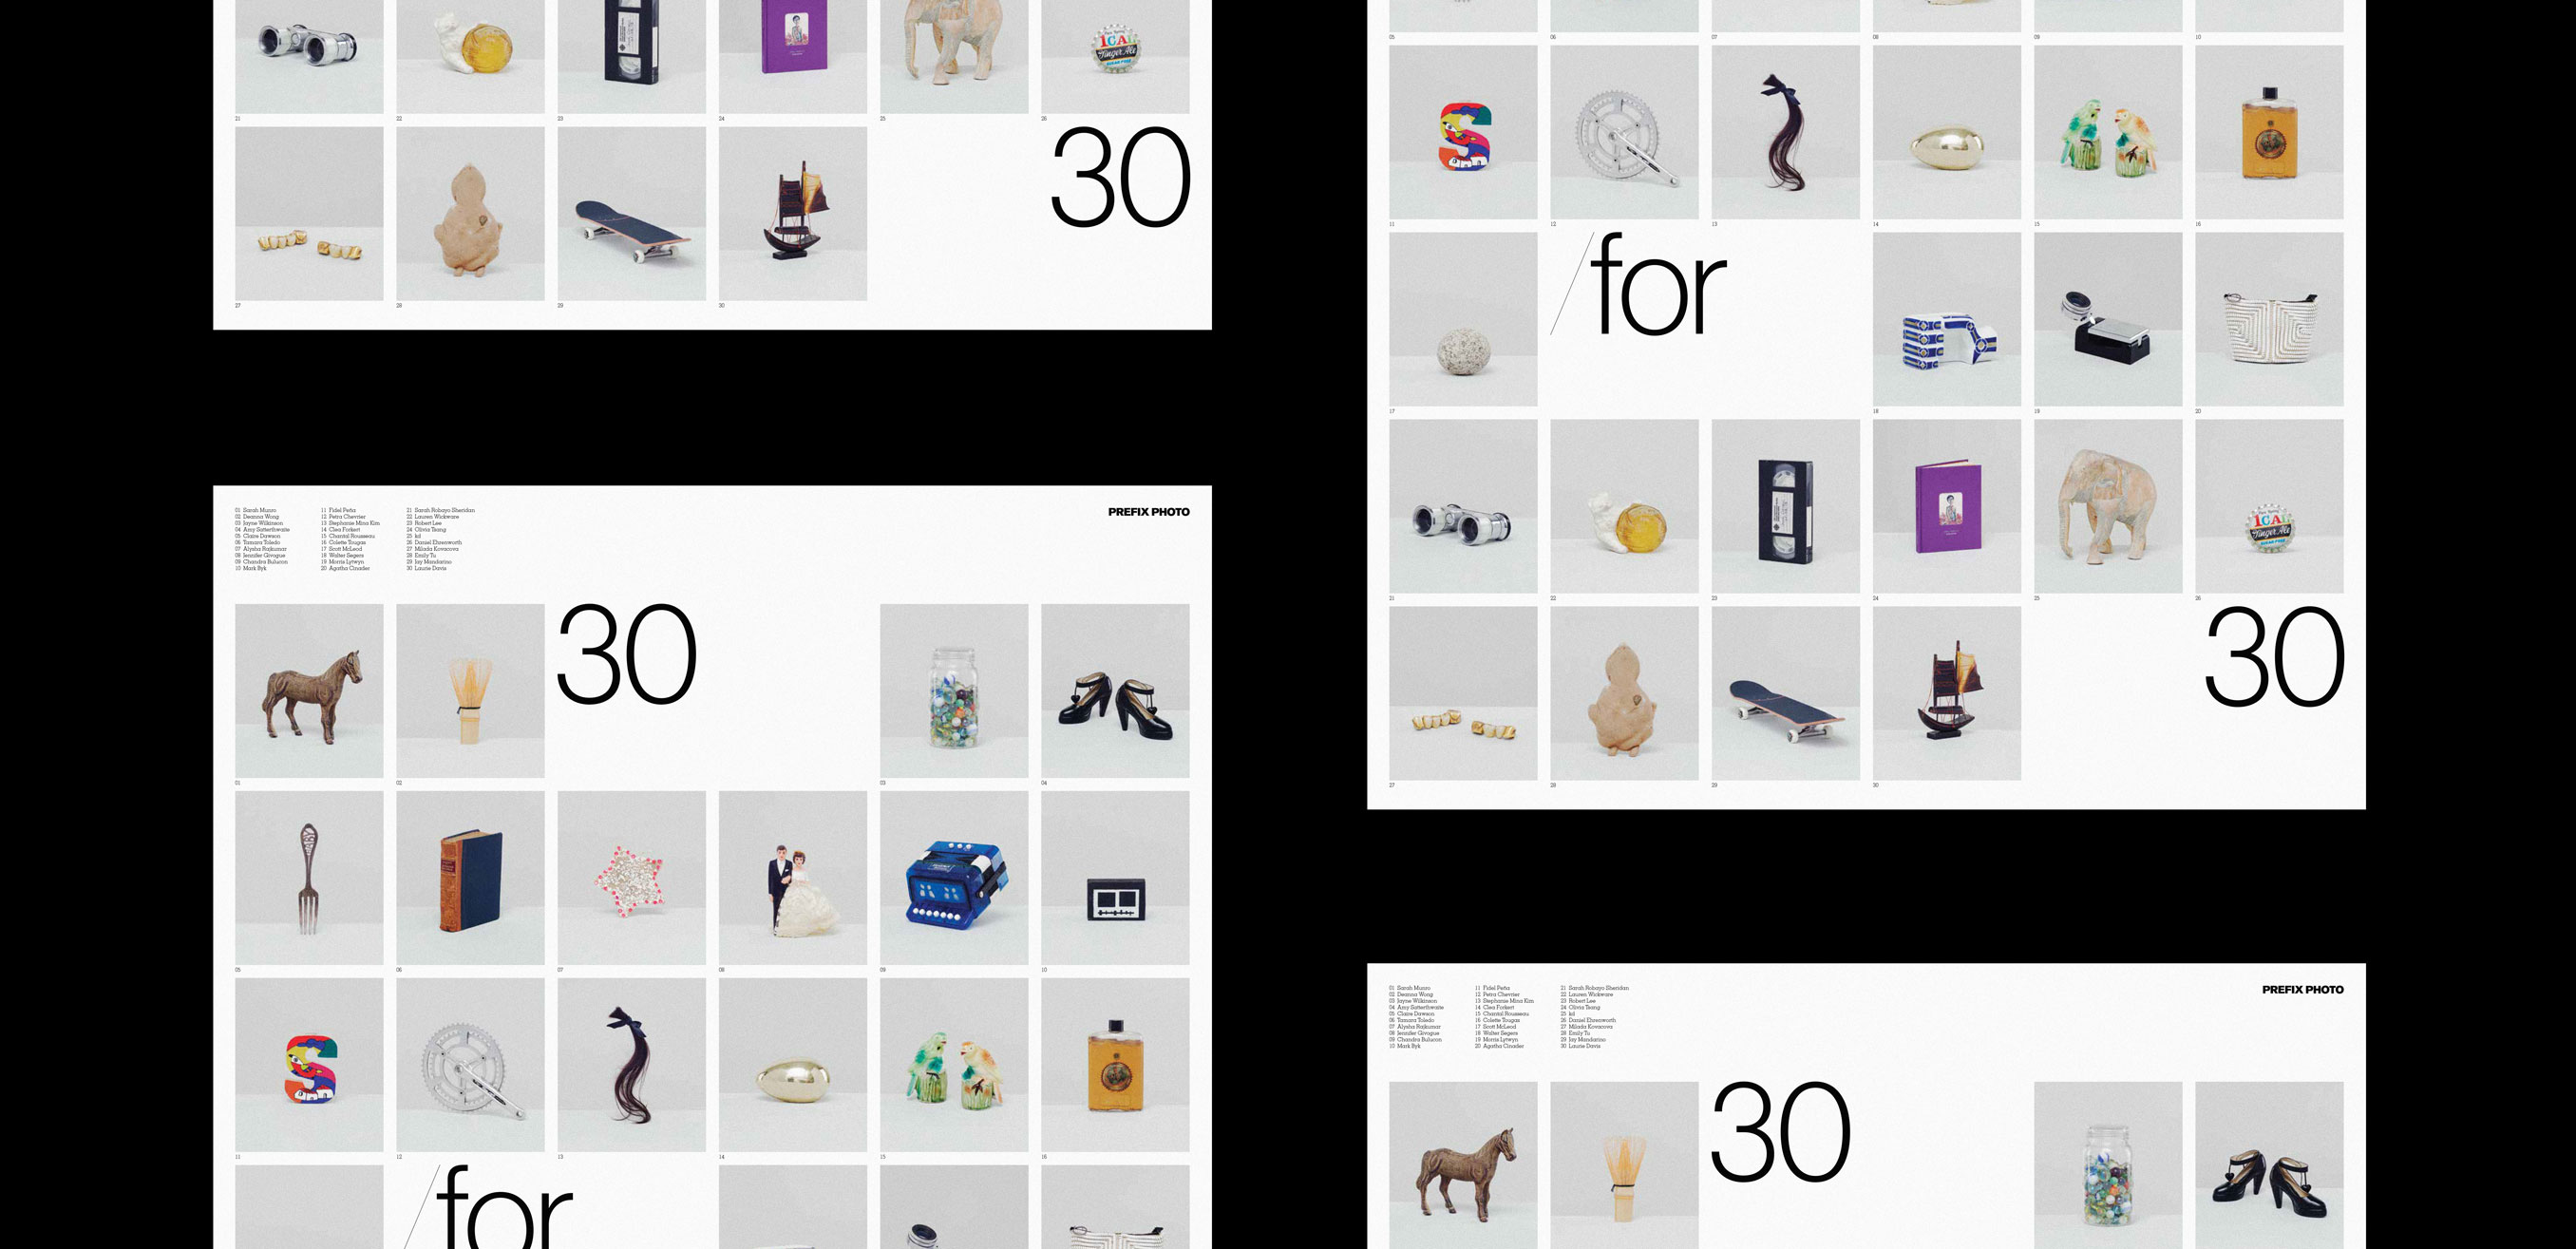 21 22 23 24 25 26
30
27 28 29 30
01 Sarah Munro
02 Deanna Wong
03 Jayne Wilkinson
04 Amy Satterthwaite
05 Claire Dawson
06 Tamara Toledo
07 Alysha Rajkumar
08 Jennifer Givogue
09 Chandra Bulucon
10 Mark Byk
11 Fidel Peña
12 Petra Chevrier
13 Stephanie Mina Kim
14 Clea Forkert
15 Chantal Rousseau
16 Colette Tougas
17 Scott McLeod
18 Walter Segers
19 Morris Lytwyn
20 Agatha Cinader
21 Sarah Robayo Sheridan
22 Lauren Wickware
23 Robert Lee
24 Olivia Tsang
25 kd
26 Daniel Ehrenworth
27 Milada Kovacova
28 Emily Tu
29 Jay Mandarino
30 Laurie Davis
PREFIX PHOTO
30
01 02 03 04
05 06 07 08 09 10
11 12 13 14 15 16
/for
05 06 07 08 09 10
11 12 13 14 15 16
/for
17 18 19 20
21 22 23 24 25 26
30
27 28 29 30
01 Sarah Munro
02 Deanna Wong
03 Jayne Wilkinson
04 Amy Satterthwaite
05 Claire Dawson
06 Tamara Toledo
07 Alysha Rajkumar
08 Jennifer Givogue
09 Chandra Bulucon
10 Mark Byk
11 Fidel Peña
12 Petra Chevrier
13 Stephanie Mina Kim
14 Clea Forkert
15 Chantal Rousseau
16 Colette Tougas
17 Scott McLeod
18 Walter Segers
19 Morris Lytwyn
20 Agatha Cinader
21 Sarah Robayo Sheridan
22 Lauren Wickware
23 Robert Lee
24 Olivia Tsang
25 kd
26 Daniel Ehrenworth
27 Milada Kovacova
28 Emily Tu
29 Jay Mandarino
30 Laurie Davis
PREFIX PHOTO
30